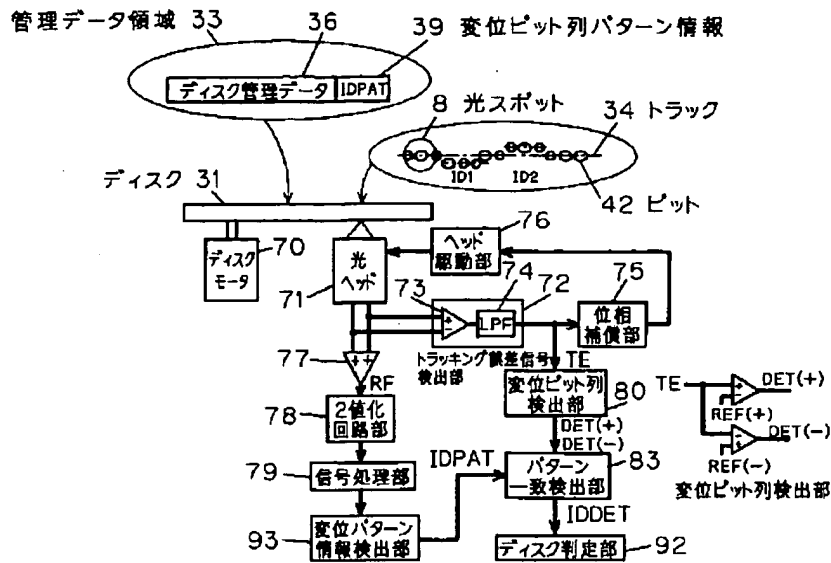 管理データ領域 33 36 39 変位ピット列パターン情報
ディスク管理データ IDPAT
8 光スポット
34 トラック
ID1 ID2
42 ピット
ディスク 31
76
ヘッド
駆動部
70
ディスク
モータ
光
ヘッド
71
73 74 72 75
LPF
位相
補償部
トラッキング誤差信号
検出部
TE
77
RF
78
2値化
回路部
変位ピット列
検出部
80
DET(+)
DET(-)
TE
DET(+)
REF(+)
DET(-)
REF(-)
変位ピット列検出部
79
信号処理部
IDPAT
パターン
一致検出部
83
IDDET
93
変位パターン
情報検出部
ディスク判定部
92